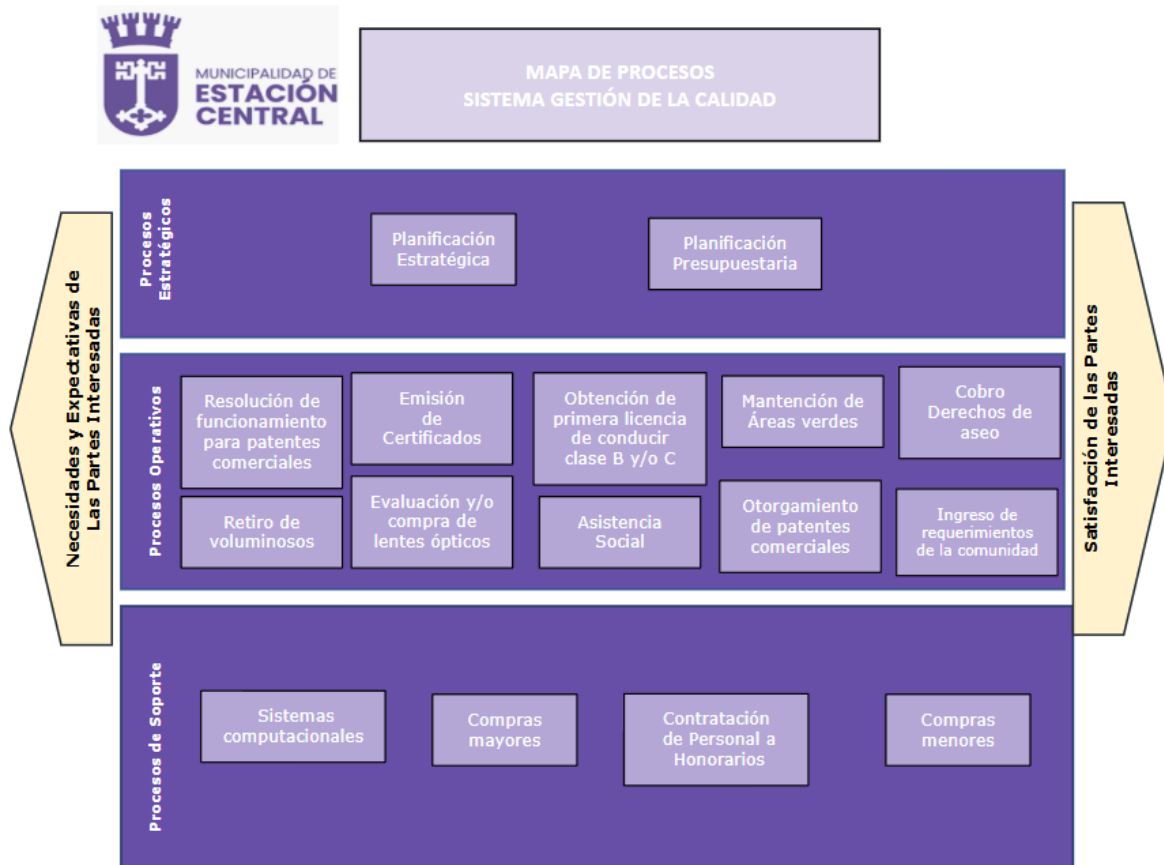 MUNICIPALIDAD DE
ESTACIÓN
CENTRAL
MAPA DE PROCESOS
SISTEMA GESTIÓN DE LA CALIDAD
Necesidades y Expectativas de
Las Partes Interesadas
Procesos
Estratégicos
Planificación
Estratégica
Planificación
Presupuestaria
Procesos Operativos
Resolución de
funcionamiento
para patentes
comerciales
Emisión
de
Certificados
Obtención de
primera licencia
de conducir
clase B y/o C
Mantención de
Áreas verdes
Cobro
Derechos de
aseo
Retiro de
voluminosos
Evaluación y/o
compra de
lentes ópticos
Asistencia
Social
Otorgamiento
de patentes
comerciales
Ingreso de
requerimientos
de la comunidad
Procesos de Soporte
Sistemas
computacionales
Compras
mayores
Contratación
de Personal a
Honorarios
Compras
menores
Satisfacción de las Partes
Interesadas